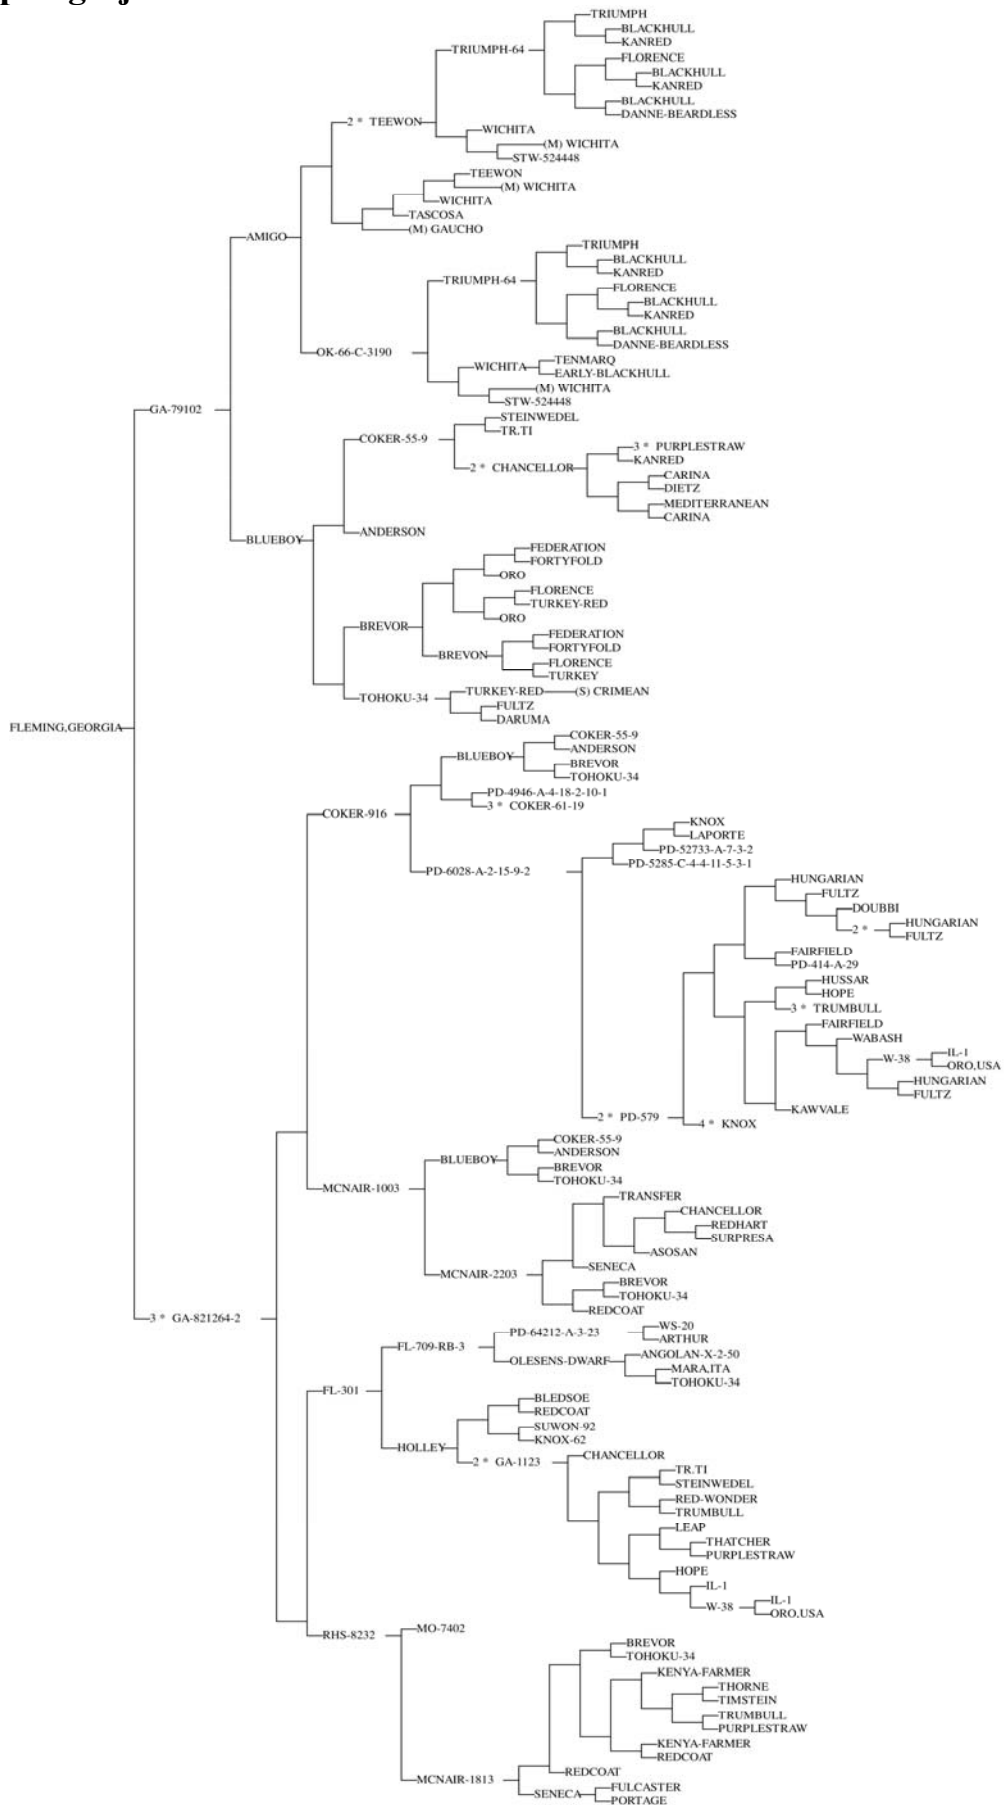 TRIUMPH
BLACKHULL
KANRED
TRIUMPH-64
FLORENCE
BLACKHULL
KANRED
BLACKHULL
DANNE-BEARDLESS
2 * TEEWON
WICHITA
(M) WICHITA
STW-524448
TEEWON
(M) WICHITA
WICHITA
TASCOSA
(M) GAUCHO
AMIGO
TRIUMPH
BLACKHULL
KANRED
TRIUMPH-64
FLORENCE
BLACKHULL
KANRED
BLACKHULL
DANNE-BEARDLESS
OK-66-C-3190
TENMARQ
WICHITA
EARLY-BLACKHULL
(M) WICHITA
STW-524448
GA-79102
STEINWEDEL
TR.TI
COKER-55-9
3 * PURPLESTRAW
KANRED
2 * CHANCELLOR
CARINA
DIETZ
MEDITERRANEAN
CARINA
ANDERSON
BLUEBOY
FEDERATION
FORTYFOLD
ORO
FLORENCE
TURKEY-RED
ORO
BREVOR
FEDERATION
FORTYFOLD
BREVON
FLORENCE
TURKEY
TURKEY-RED
(S) CRIMEAN
TOHOKU-34
FULTZ
DARUMA
FLEMING,GEORGIA
COKER-55-9
ANDERSON
BLUEBOY
BREVOR
TOHOKU-34
PD-4946-A-4-18-2-10-1
3 * COKER-61-19
COKER-916
KNOX
LAPORTE
PD-52733-A-7-3-2
PD-5285-C-4-4-11-5-3-1
PD-6028-A-2-15-9-2
HUNGARIAN
FULTZ
DOUBBI
HUNGARIAN
2 *
FULTZ
FAIRFIELD
PD-414-A-29
HUSSAR
HOPE
3 * TRUMBULL
FAIRFIELD
WABASH
IL-1
W-38
ORO,USA
HUNGARIAN
FULTZ
KAWVALE
2 * PD-579
4 * KNOX
COKER-55-9
ANDERSON
BLUEBOY
BREVOR
TOHOKU-34
MCNAIR-1003
TRANSFER
CHANCELLOR
REDHART
SURPRESA
ASOSAN
SENECA
MCNAIR-2203
BREVOR
TOHOKU-34
REDCOAT
3 * GA-821264-2
WS-20
PD-64212-A-3-23
ARTHUR
FL-709-RB-3
ANGOLAN-X-2-50
OLESENS-DWARF
MARA,ITA
TOHOKU-34
FL-301
BLEDSOE
REDCOAT
SUWON-92
KNOX-62
HOLLEY
CHANCELLOR
2 * GA-1123
TR.TI
STEINWEDEL
RED-WONDER
TRUMBULL
LEAP
THATCHER
PURPLESTRAW
HOPE
IL-1
IL-1
W-38
ORO,USA
MO-7402
RHS-8232
BREVOR
TOHOKU-34
KENYA-FARMER
THORNE
TIMSTEIN
TRUMBULL
PURPLESTRAW
KENYA-FARMER
REDCOAT
REDCOAT
MCNAIR-1813
FULCASTER
SENECA
PORTAGE